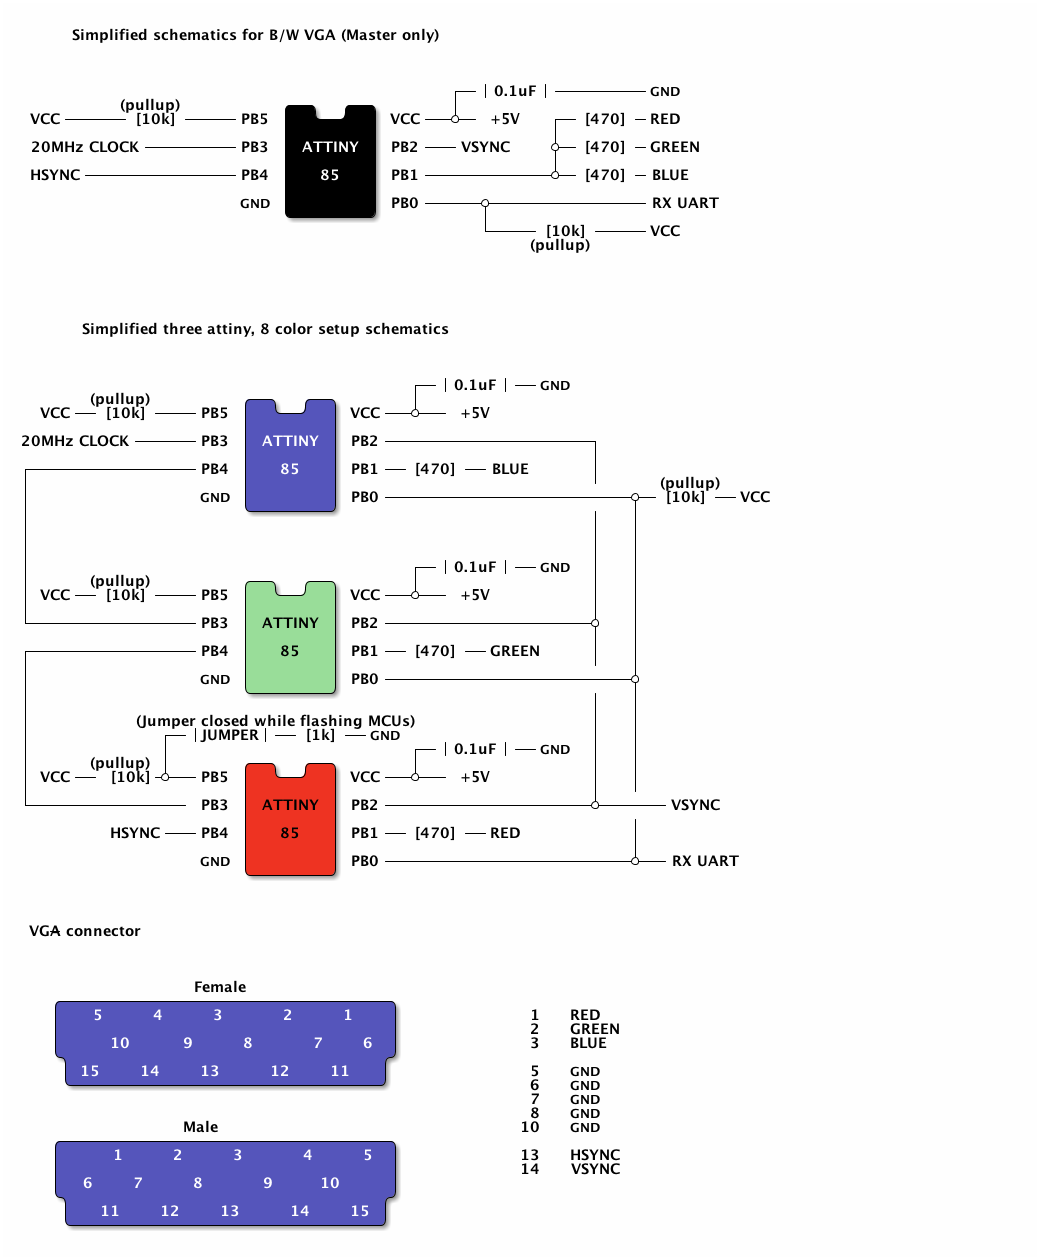 Simplified schematics for B/W VGA (Master only)
| 0.1uF | GND
(pullup)
VCC [10k] PB5 VCC +5V [470] RED
20MHz CLOCK PB3 ATTINY PB2 VSYNC [470] GREEN
HSYNC PB4 85 PB1 [470] BLUE
GND PB0 RX UART
[10k] VCC
(pullup)
Simplified three attiny, 8 color setup schematics
| 0.1uF | GND
(pullup)
VCC [10k] PB5 VCC +5V
20MHz CLOCK PB3 ATTINY PB2
PB4 85 PB1 [470] BLUE
(pullup)
GND PB0 [10k] VCC
| 0.1uF | GND
(pullup)
VCC [10k] PB5 VCC +5V
PB3 ATTINY PB2
PB4 85 PB1 [470] GREEN
GND PB0
(Jumper closed while flashing MCUs)
| JUMPER | [1k] GND
| 0.1uF | GND
(pullup)
VCC [10k] PB5 VCC +5V
PB3 ATTINY PB2 VSYNC
HSYNC PB4 85 PB1 [470] RED
GND PB0 RX UART
VGA connector
Female
5 4 3 2 1
10 9 8 7 6
15 14 13 12 11
Male
1 2 3 4 5
6 7 8 9 10
11 12 13 14 15
1 RED
2 GREEN
3 BLUE
5 GND
6 GND
7 GND
8 GND
10 GND
13 HSYNC
14 VSYNC